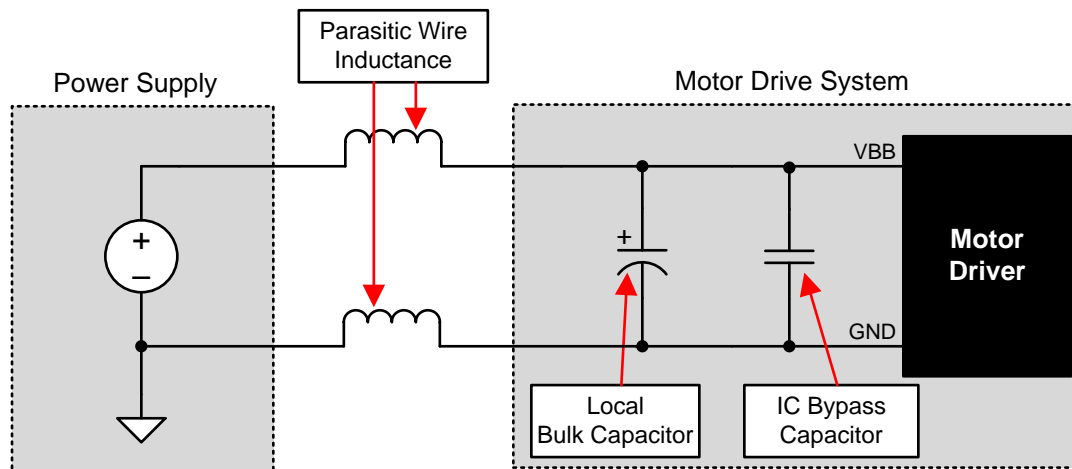 Parasitic Wire
Inductance
Power Supply
Motor Drive System
VBB
+
–
+
Motor
Driver
GND
Local
Bulk Capacitor
IC Bypass
Capacitor